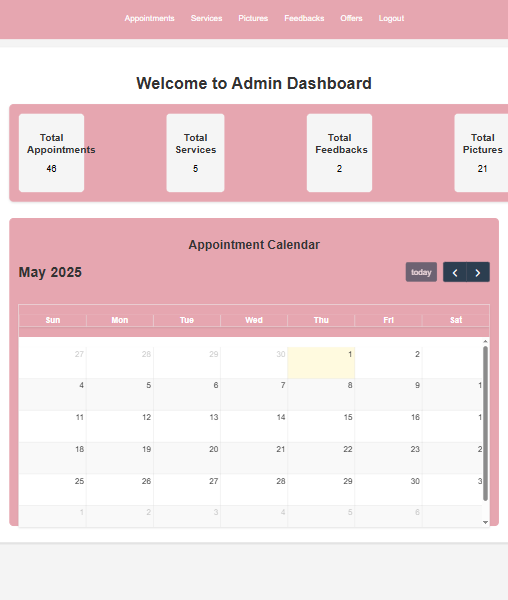 Appointments Services Pictures Feedbacks Offers Logout
Welcome to Admin Dashboard
Total Appointments
46
Total Services
5
Total Feedbacks
2
Total Pictures
21
Appointment Calendar
May 2025
today
Sun Mon Tue Wed Thu Fri Sat
27 28 29 30 1 2
4 5 6 7 8 9 1
11 12 13 14 15 16 1
18 19 20 21 22 23 2
25 26 27 28 29 30 3
1 2 3 4 5 6